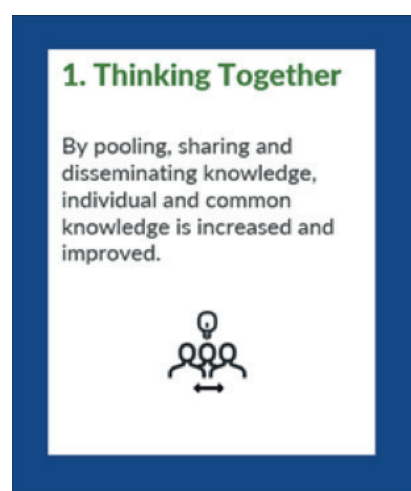 1. Thinking Together
By pooling, sharing and
disseminating knowledge,
individual and common
knowledge is increased and
improved.